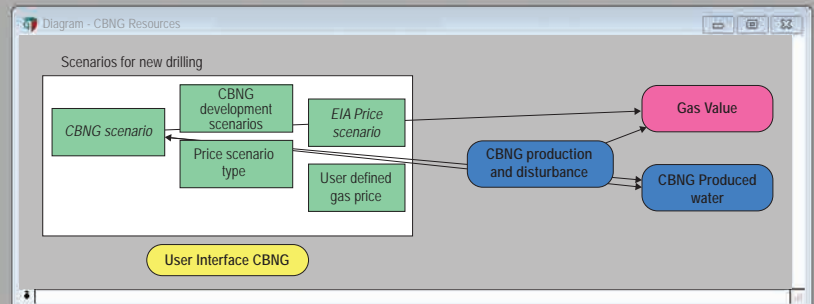 Diagram - CBNG Resources
Scenarios for new drilling
CBNG scenario
CBNG
development
scenarios
EIA Price
scenario
Price scenario
type
User defined
gas price
Gas Value
CBNG production
and disturbance
CBNG Produced
water
User Interface CBNG